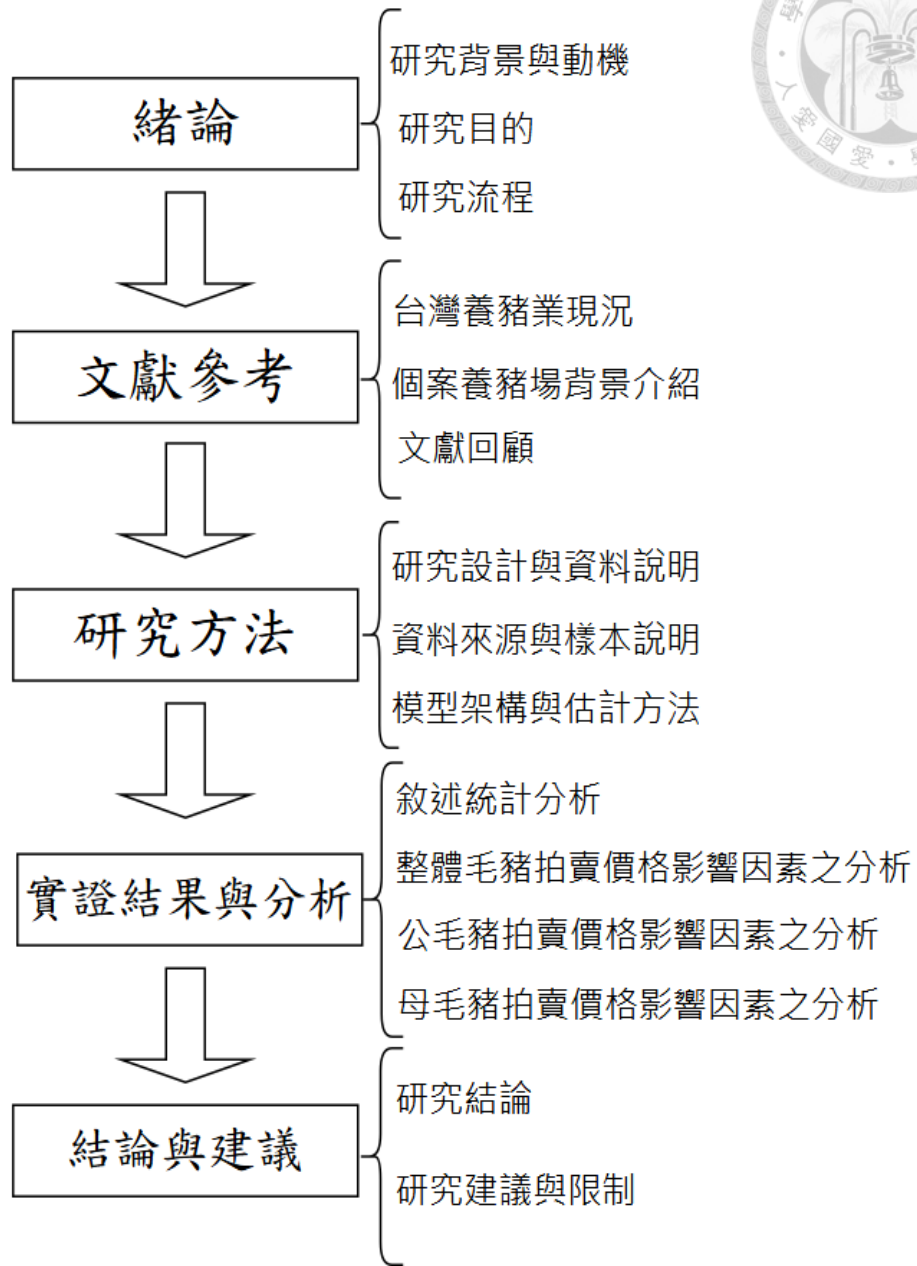 緒論
研究背景與動機
研究目的
研究流程
文獻參考
台灣養豬業現況
個案養豬場背景介紹
文獻回顧
研究方法
研究設計與資料說明
資料來源與樣本說明
模型架構與估計方法
實證結果與分析
敘述統計分析
整體毛豬拍賣價格影響因素之分析
公毛豬拍賣價格影響因素之分析
母毛豬拍賣價格影響因素之分析
結論與建議
研究結論
研究建議與限制
學
人愛國愛